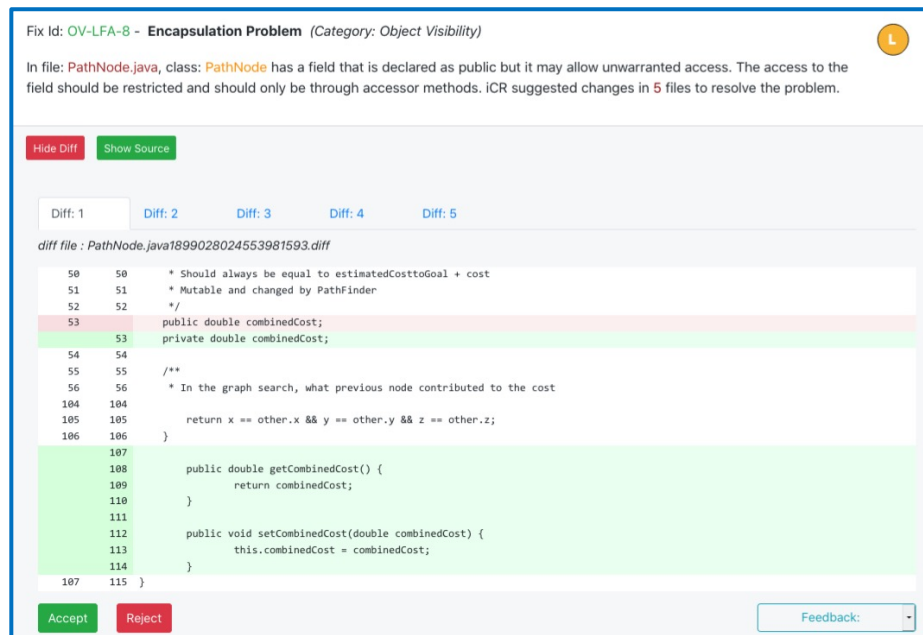 Fix Id: OV-LFA-8 - Encapsulation Problem (Category: Object Visibility)
L
In file: PathNode.java, class: PathNode has a field that is declared as public but it may allow unwarranted access. The access to the
field should be restricted and should only be through accessor methods. iCR suggested changes in 5 files to resolve the problem.
Hide Diff Show Source
Diff: 1 Diff: 2 Diff: 3 Diff: 4 Diff: 5
diff file : PathNode.java1899028024553981593.diff
50 50 * Should always be equal to estimatedCosttoGoal + cost
51 51 * Mutable and changed by PathFinder
52 52 */
53 public double combinedCost;
53 private double combinedCost;
54 54
55 55 /**
56 56 * In the graph search, what previous node contributed to the cost
104 104
105 105 return x == other.x && y == other.y && z == other.z;
106 106 }
107
108 public double getCombinedCost() {
109 return combinedCost;
110 }
111
112 public void setCombinedCost(double combinedCost) {
113 this.combinedCost = combinedCost;
114 }
107 115 }
Accept Reject Feedback: